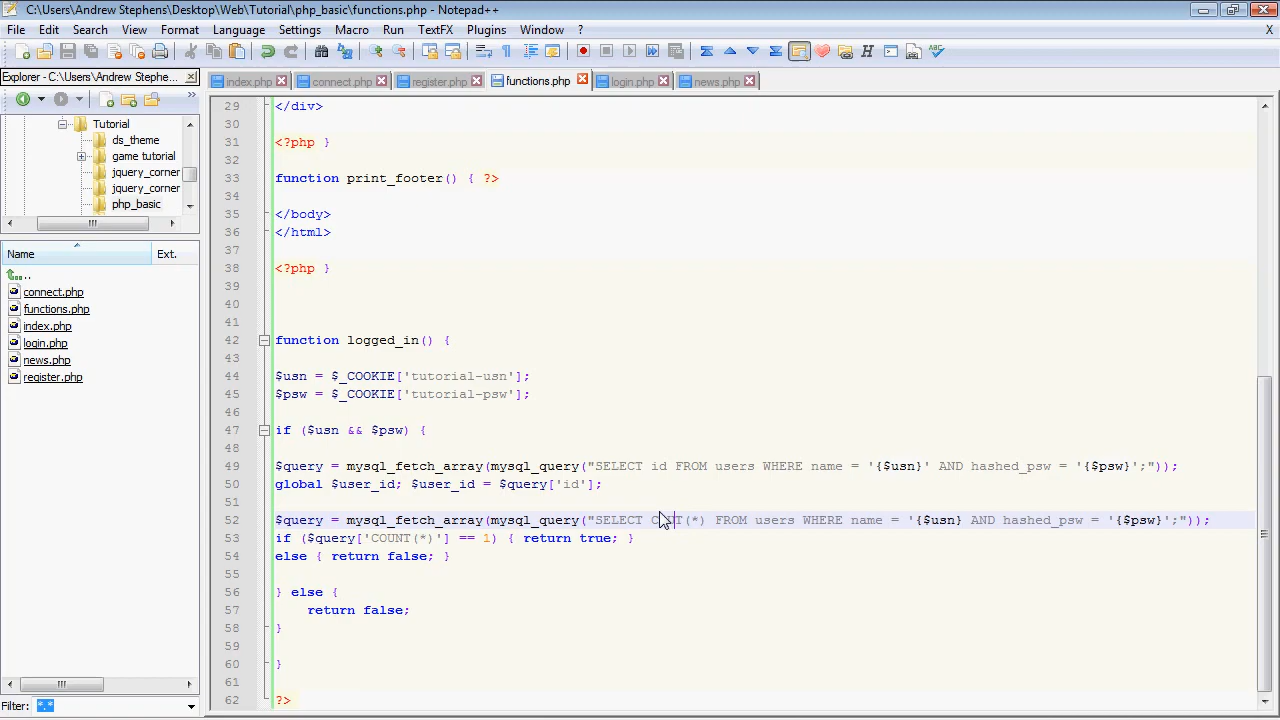 C:\Users\Andrew Stephens\Desktop\Web\Tutorial\php_basic\functions.php - Notepad++
File Edit Search View Format Language Settings Macro Run TextFX Plugins Window ? X
Explorer - C:\Users\Andrew Stephe...
index.php connect.php register.php functions.php login.php news.php
Tutorial
ds_theme
game tutorial
jquery_corner
jquery_corner
php_basic
Name Ext.
..
connect.php
functions.php
index.php
login.php
news.php
register.php
Filter: *.*
29 </div>
30
31 <?php }
32
33 function print_footer() { ?>
34
35 </body>
36 </html>
37
38 <?php }
39
40
41
42 function logged_in() {
43
44 $usn = $_COOKIE['tutorial-usn'];
45 $psw = $_COOKIE['tutorial-psw'];
46
47 if ($usn && $psw) {
48
49 $query = mysql_fetch_array(mysql_query("SELECT id FROM users WHERE name = '{$usn}' AND hashed_psw = '{$psw}';"));
50 global $user_id; $user_id = $query['id'];
51
52 $query = mysql_fetch_array(mysql_query("SELECT COUNT(*) FROM users WHERE name = '{$usn} AND hashed_psw = '{$psw}';"));
53 if ($query['COUNT(*)'] == 1) { return true; }
54 else { return false; }
55
56 } else {
57 return false;
58 }
59
60 }
61
62 ?>